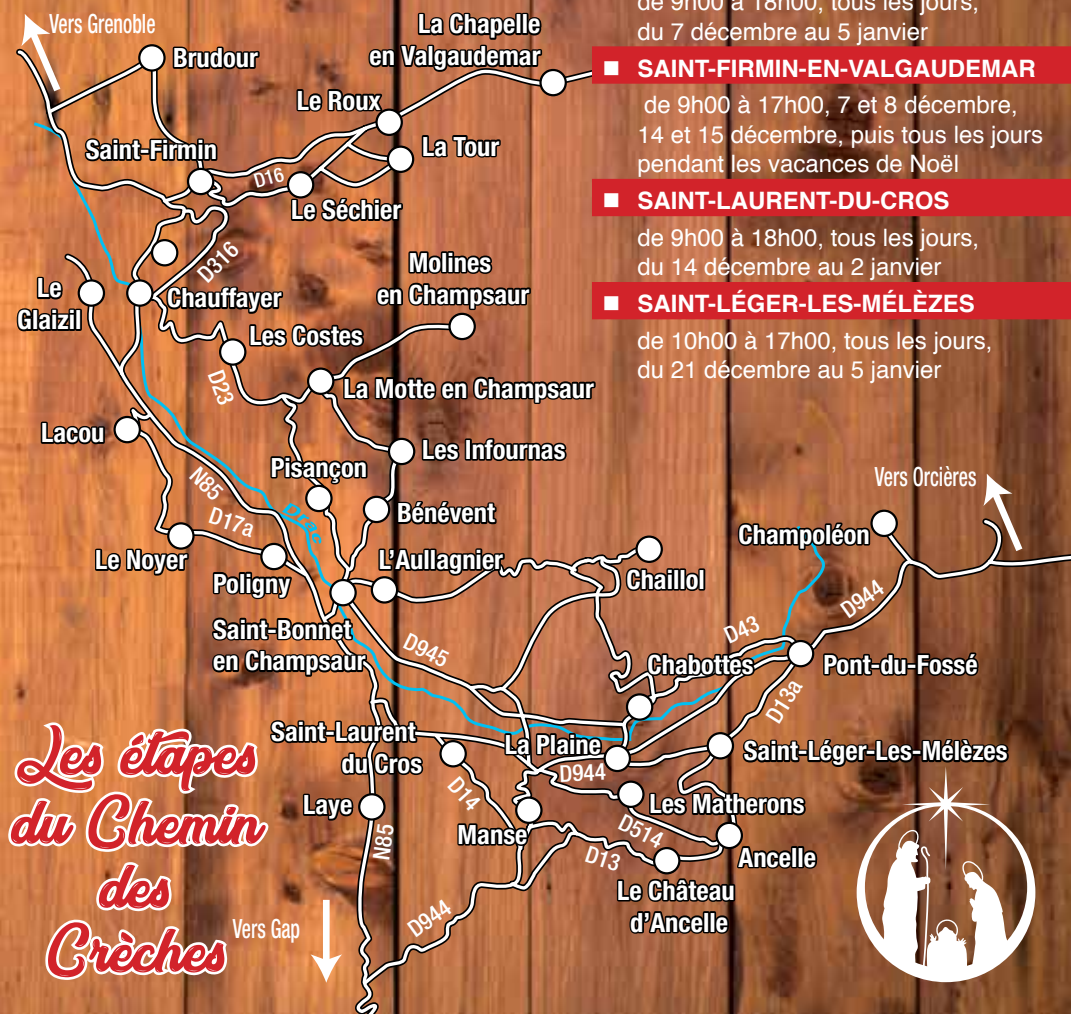 de 9h00 à 18h00, tous les jours,
du 7 décembre au 5 janvier
■ SAINT-FIRMIN-EN-VALGAUDEMAR
de 9h00 à 17h00, 7 et 8 décembre,
14 et 15 décembre, puis tous les jours
pendant les vacances de Noël
■ SAINT-LAURENT-DU-CROS
de 9h00 à 18h00, tous les jours,
du 14 décembre au 2 janvier
■ SAINT-LÉGER-LES-MÉLÈZES
de 10h00 à 17h00, tous les jours,
du 21 décembre au 5 janvier
Vers Grenoble
Brudour
La Chapelle
en Valgaudemar
Le Roux
La Tour
Saint-Firmin
D16
Le Séchier
D316
Le
Glaizil
Chauffayer
Molines
en Champsaur
Les Costes
D23
La Motte en Champsaur
Lacou
Les Infournas
Pisançon
N85
Drac
D17a
Bénévent
Le Noyer
Poligny
L'Aullagnier
Chaillol
Vers Orcières
Champoléon
D944
Saint-Bonnet
en Champsaur
D945
D43
Chabottes
Pont-du-Fossé
D13a
Saint-Laurent
du Cros
La Plaine
D944
Saint-Léger-Les-Mélèzes
D14
Laye
N85
Manse
Les Matherons
D514
D13
Ancelle
Le Château
d'Ancelle
D944
Vers Gap
Les étapes
du Chemin
des
Crèches